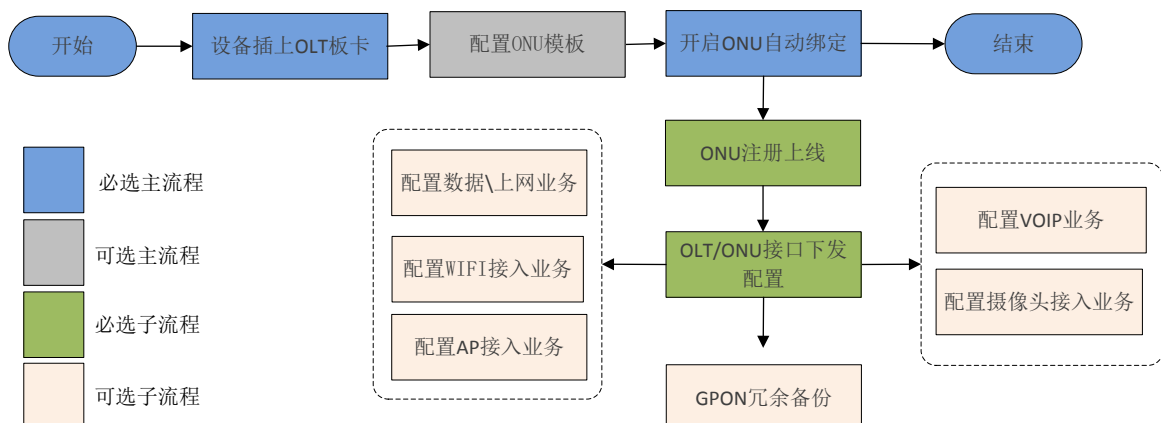 开始
设备插上OLT板卡
配置ONU模板
开启ONU自动绑定
结束
ONU注册上线
必选主流程
可选主流程
必选子流程
可选子流程
配置数据\上网业务
配置WIFI接入业务
配置AP接入业务
OLT/ONU接口下发
配置
配置VOIP业务
配置摄像头接入业务
GPON冗余备份